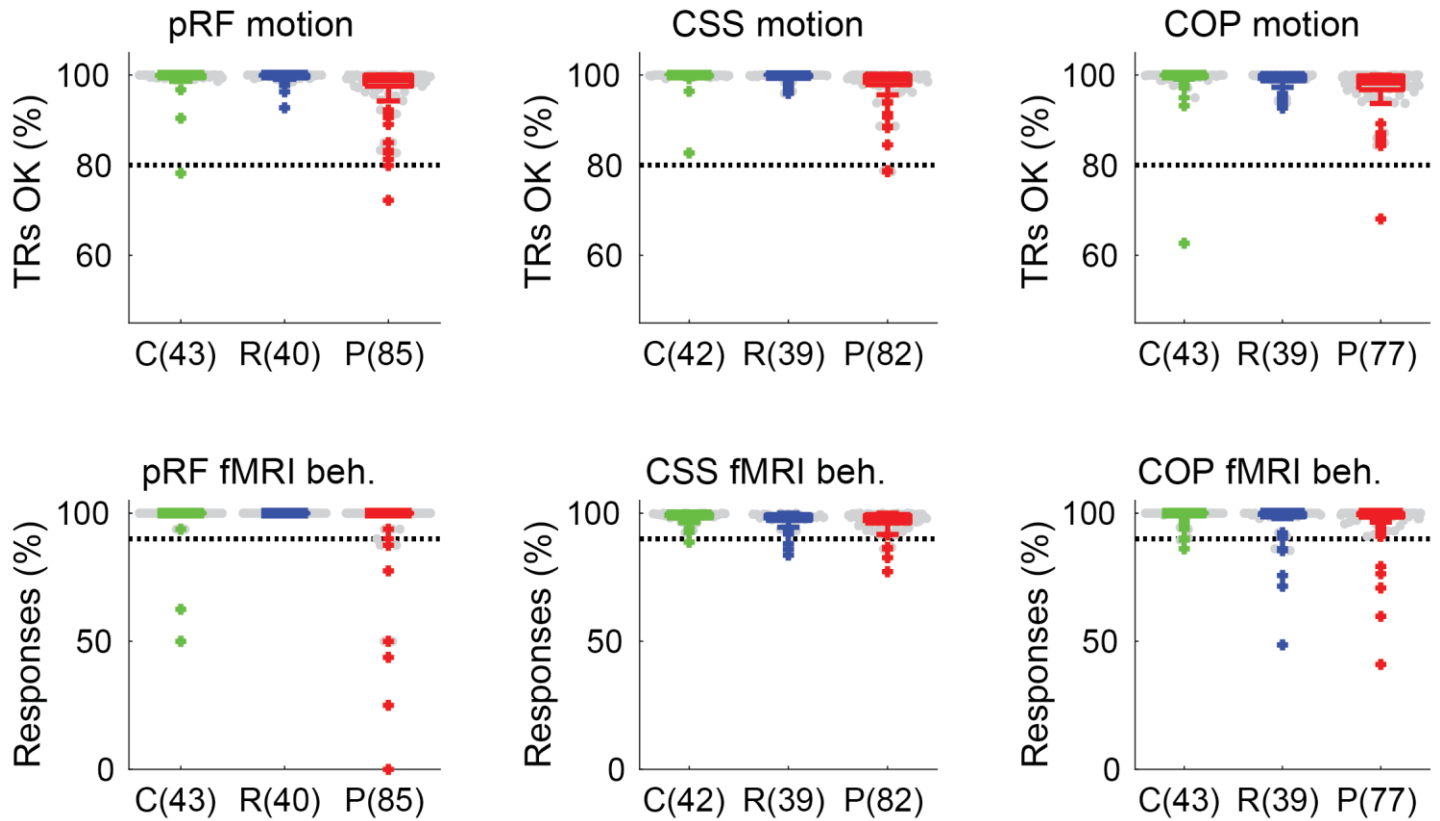 pRF motion
TRs OK (%)
100
80
60
C(43) R(40) P(85)
CSS motion
TRs OK (%)
100
80
60
C(42) R(39) P(82)
COP motion
TRs OK (%)
100
80
60
C(43) R(39) P(77)
pRF fMRI beh.
Responses (%)
100
50
0
C(43) R(40) P(85)
CSS fMRI beh.
Responses (%)
100
50
0
C(42) R(39) P(82)
COP fMRI beh.
Responses (%)
100
50
0
C(43) R(39) P(77)